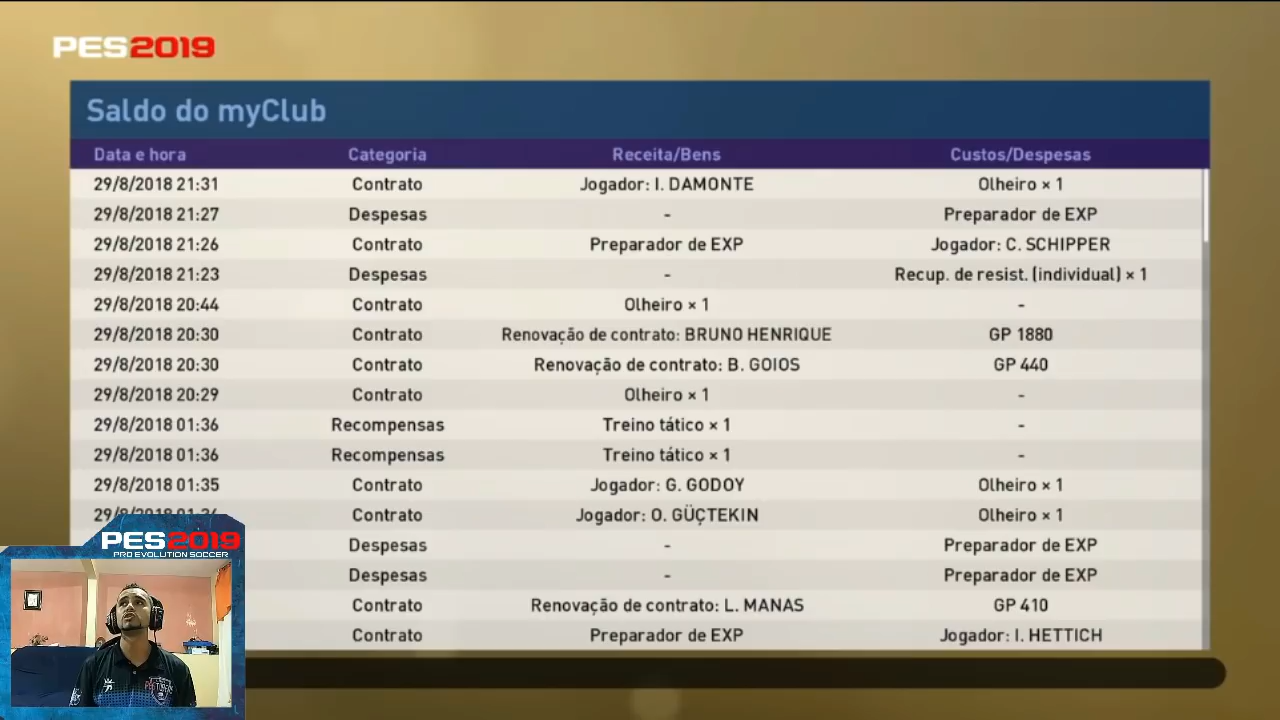 PES2019
Saldo do myClub
Data e hora Categoria Receita/Bens Custos/Despesas
29/8/2018 21:31 Contrato Jogador: I. DAMONTE Olheiro × 1
29/8/2018 21:27 Despesas - Preparador de EXP
29/8/2018 21:26 Contrato Preparador de EXP Jogador: C. SCHIPPER
29/8/2018 21:23 Despesas - Recup. de resist. (individual) × 1
29/8/2018 20:44 Contrato Olheiro × 1 -
29/8/2018 20:30 Contrato Renovação de contrato: BRUNO HENRIQUE GP 1880
29/8/2018 20:30 Contrato Renovação de contrato: B. GOIOS GP 440
29/8/2018 20:29 Contrato Olheiro × 1 -
29/8/2018 01:36 Recompensas Treino tático × 1 -
29/8/2018 01:36 Recompensas Treino tático × 1 -
29/8/2018 01:35 Contrato Jogador: G. GODOY Olheiro × 1
29/8/2018 Contrato Jogador: O. GÜÇTEKIN Olheiro × 1
Despesas - Preparador de EXP
Despesas - Preparador de EXP
Contrato Renovação de contrato: L. MANAS GP 410
Contrato Preparador de EXP Jogador: I. HETTICH
PES2019
PRO EVOLUTION SOCCER